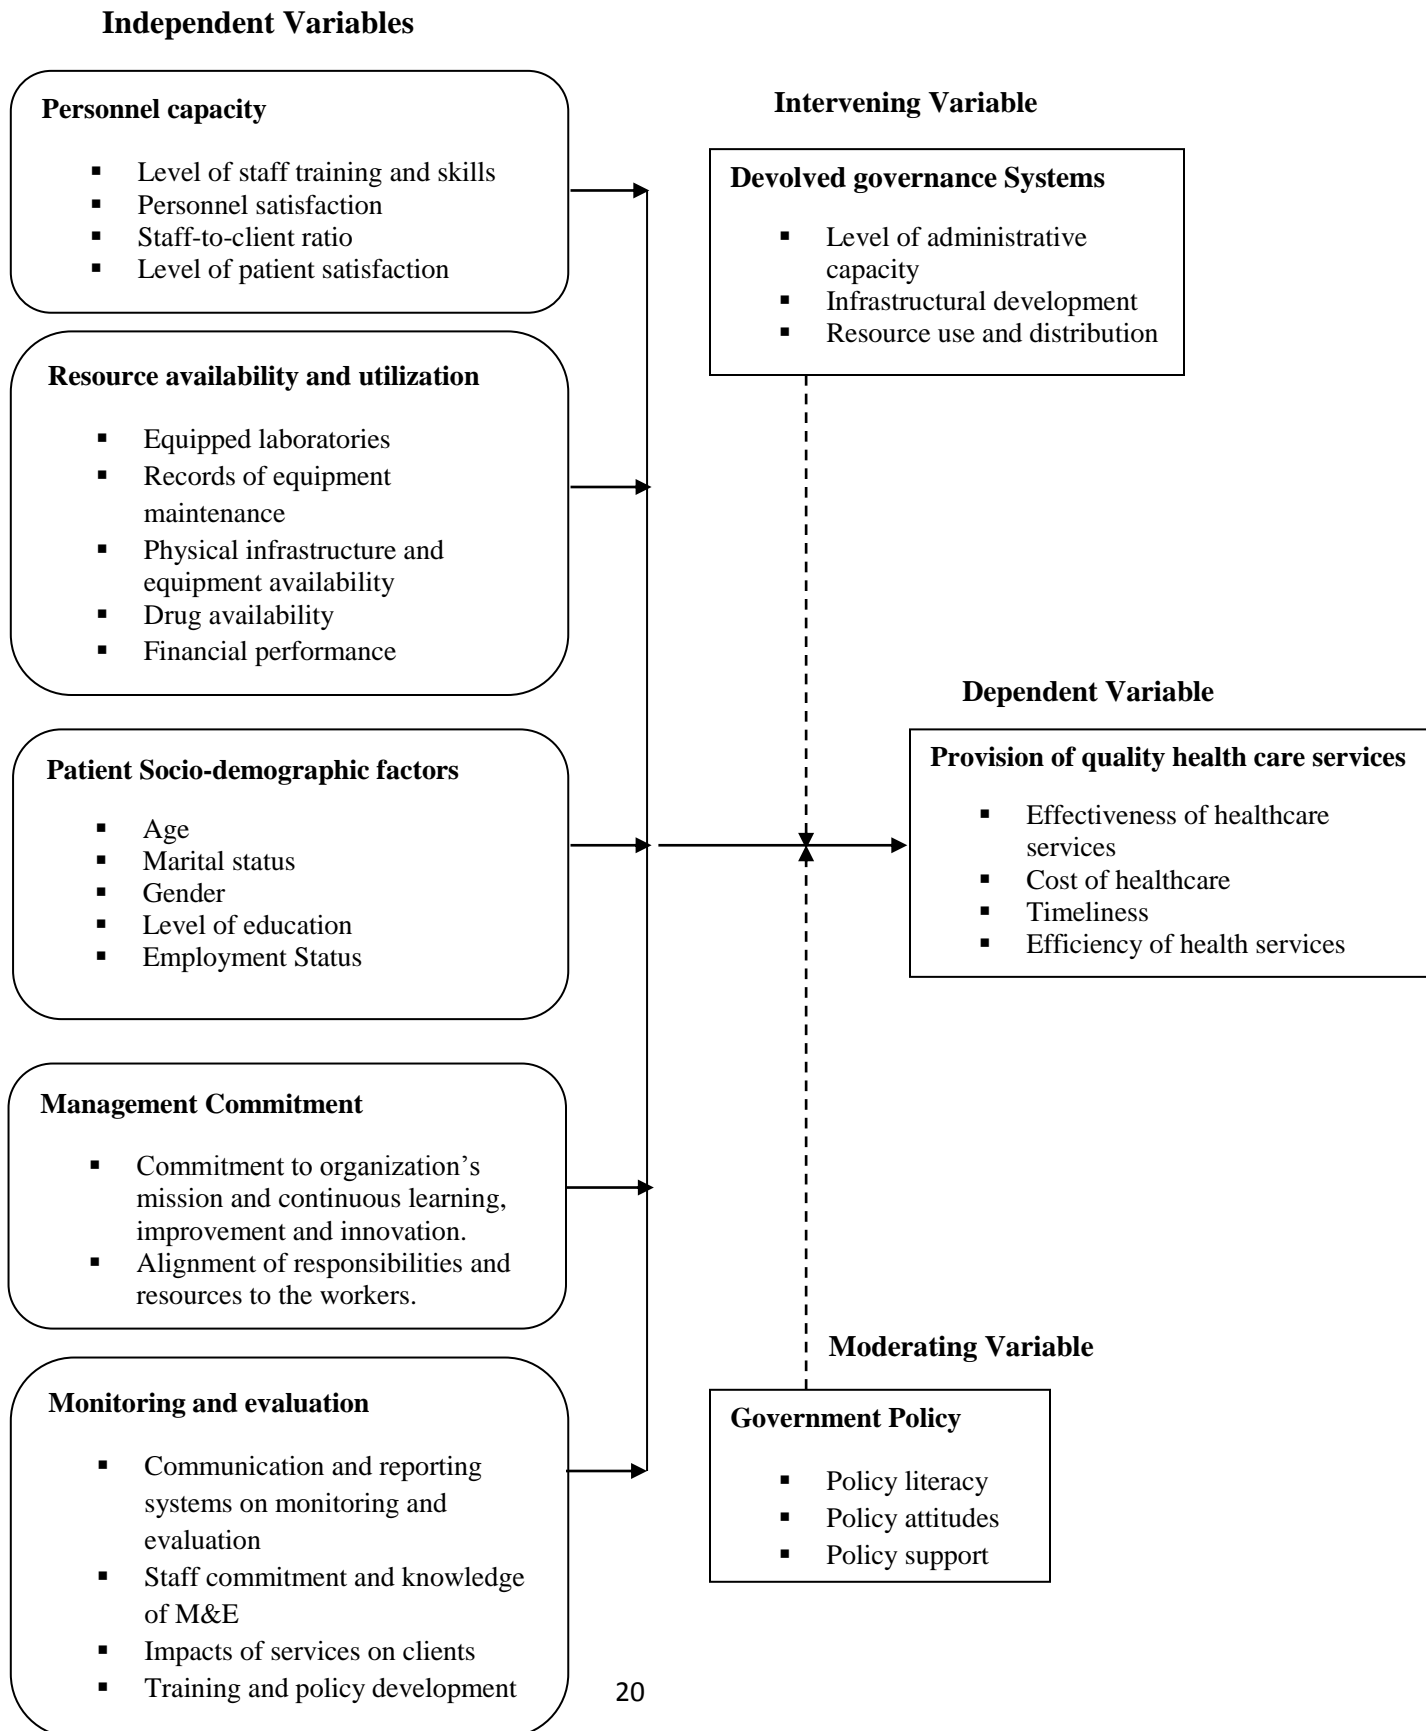 Independent Variables
Personnel capacity
▪ Level of staff training and skills
▪ Personnel satisfaction
▪ Staff-to-client ratio
▪ Level of patient satisfaction
Resource availability and utilization
▪ Equipped laboratories
▪ Records of equipment
maintenance
▪ Physical infrastructure and
equipment availability
▪ Drug availability
▪ Financial performance
Patient Socio-demographic factors
▪ Age
▪ Marital status
▪ Gender
▪ Level of education
▪ Employment Status
Management Commitment
▪ Commitment to organization’s
mission and continuous learning,
improvement and innovation.
▪ Alignment of responsibilities and
resources to the workers.
Monitoring and evaluation
▪ Communication and reporting
systems on monitoring and
evaluation
▪ Staff commitment and knowledge
of M&E
▪ Impacts of services on clients
▪ Training and policy development
Intervening Variable
Devolved governance Systems
▪ Level of administrative
capacity
▪ Infrastructural development
▪ Resource use and distribution
Dependent Variable
Provision of quality health care services
▪ Effectiveness of healthcare
services
▪ Cost of healthcare
▪ Timeliness
▪ Efficiency of health services
Moderating Variable
Government Policy
▪ Policy literacy
▪ Policy attitudes
▪ Policy support
20